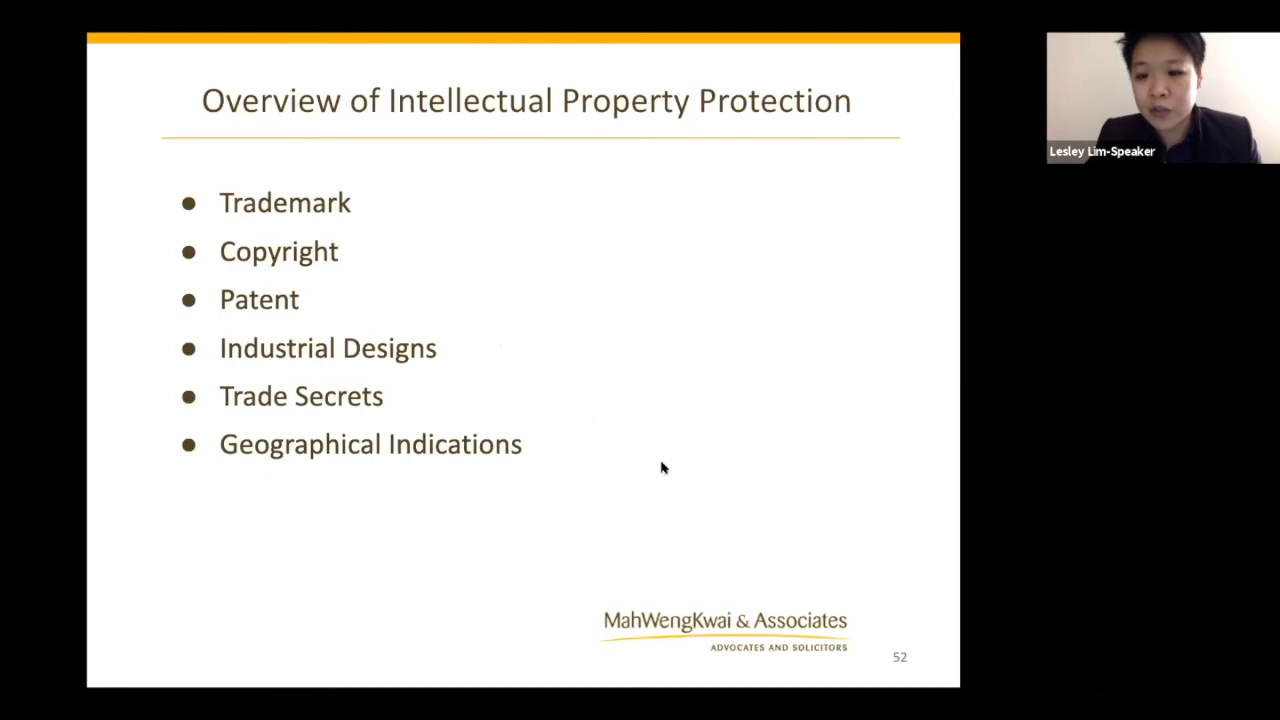 Overview of Intellectual Property Protection
● Trademark
● Copyright
● Patent
● Industrial Designs
● Trade Secrets
● Geographical Indications
MahWengKwai & Associates
ADVOCATES AND SOLICITORS
52
Lesley Lim-Speaker